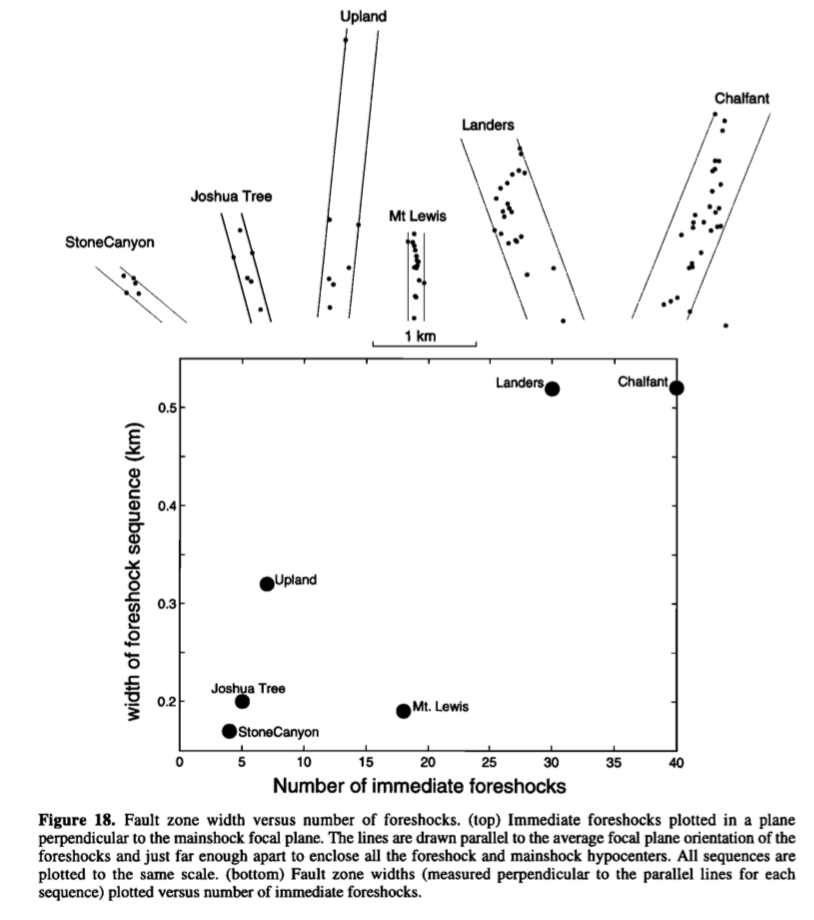 Upland
Chalfant
Landers
Joshua Tree
Mt Lewis
StoneCanyon
1 km
Landers
Chalfant
0.5
0.4
Upland
0.3
Joshua Tree
0.2
Mt. Lewis
StoneCanyon
width of foreshock sequence (km)
0 5 10 15 20 25 30 35 40
Number of immediate foreshocks
Figure 18. Fault zone width versus number of foreshocks. (top) Immediate foreshocks plotted in a plane
perpendicular to the mainshock focal plane. The lines are drawn parallel to the average focal plane orientation of the
foreshocks and just far enough apart to enclose all the foreshock and mainshock hypocenters. All sequences are
plotted to the same scale. (bottom) Fault zone widths (measured perpendicular to the parallel lines for each
sequence) plotted versus number of immediate foreshocks.